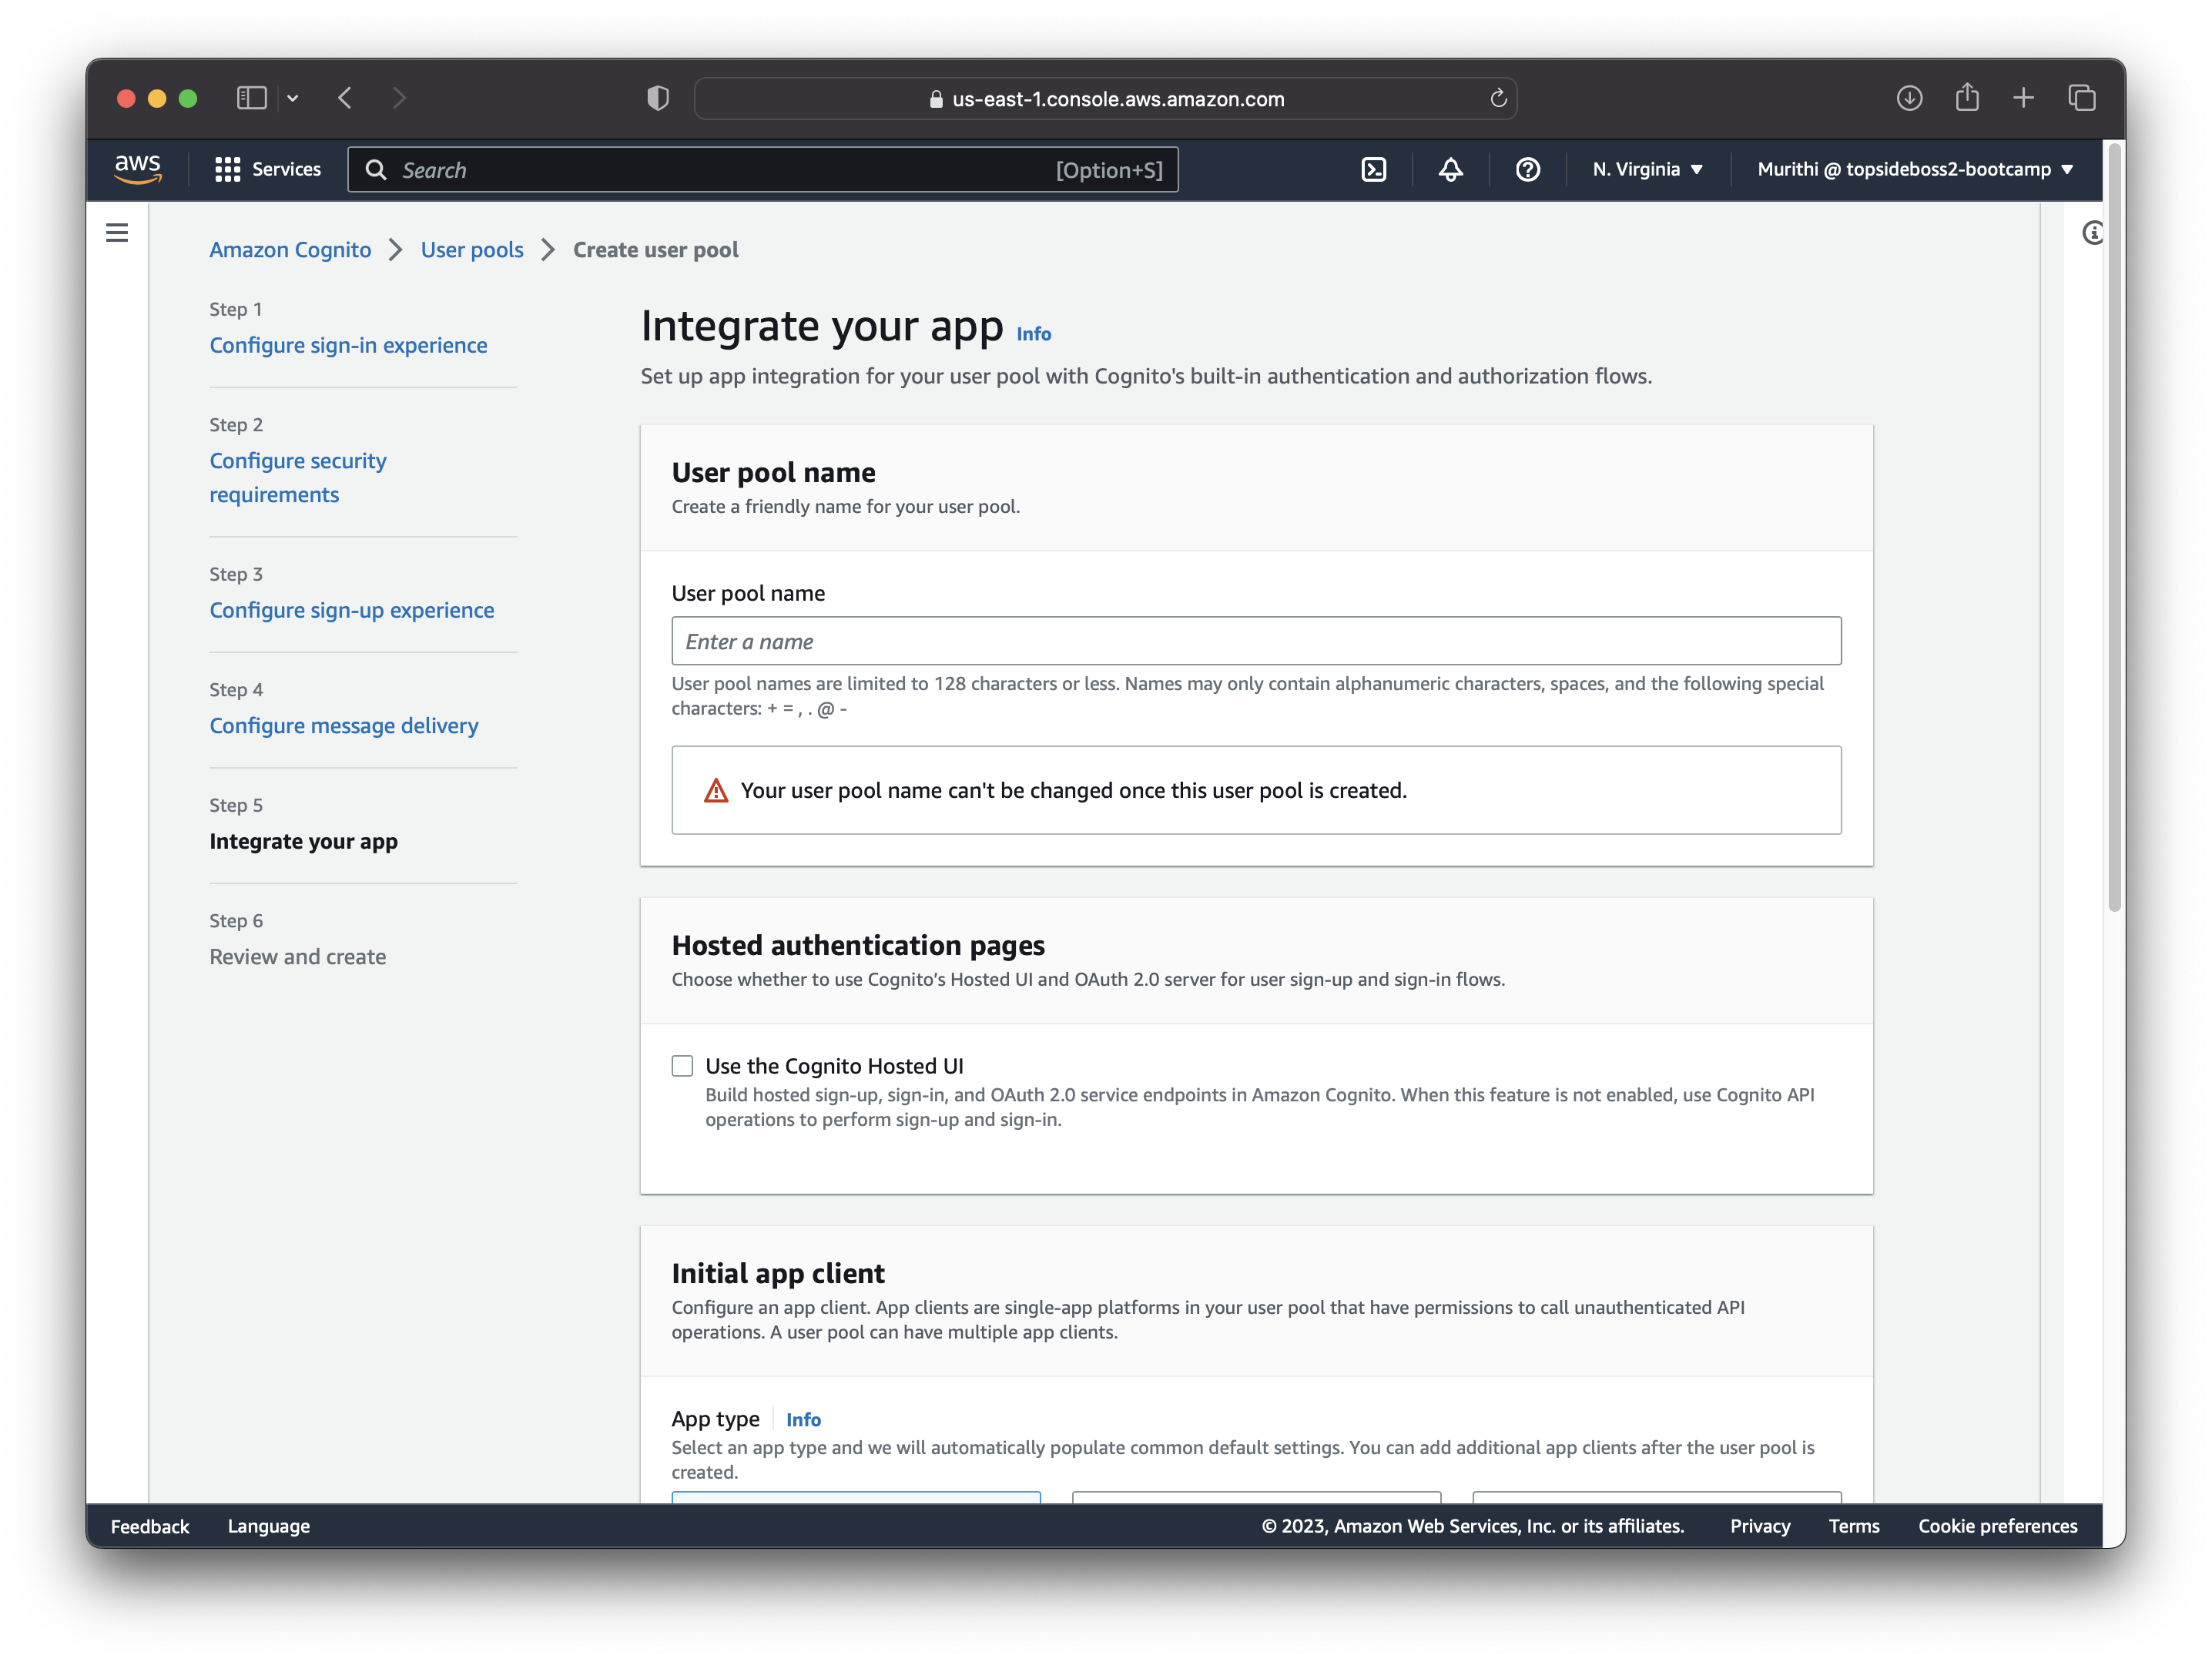 us-east-1.console.aws.amazon.com
aws
Services
Search
[Option+S]
N. Virginia
Murithi @ topsideboss2-bootcamp
Amazon Cognito
User pools
Create user pool
Step 1
Configure sign-in experience
Step 2
Configure security
requirements
Step 3
Configure sign-up experience
Step 4
Configure message delivery
Step 5
Integrate your app
Step 6
Review and create
Integrate your app Info
Set up app integration for your user pool with Cognito's built-in authentication and authorization flows.
User pool name
Create a friendly name for your user pool.
User pool name
Enter a name
User pool names are limited to 128 characters or less. Names may only contain alphanumeric characters, spaces, and the following special
characters: + = , . @ -
Your user pool name can't be changed once this user pool is created.
Hosted authentication pages
Choose whether to use Cognito’s Hosted UI and OAuth 2.0 server for user sign-up and sign-in flows.
Use the Cognito Hosted UI
Build hosted sign-up, sign-in, and OAuth 2.0 service endpoints in Amazon Cognito. When this feature is not enabled, use Cognito API
operations to perform sign-up and sign-in.
Initial app client
Configure an app client. App clients are single-app platforms in your user pool that have permissions to call unauthenticated API
operations. A user pool can have multiple app clients.
App type Info
Select an app type and we will automatically populate common default settings. You can add additional app clients after the user pool is
created.
Feedback
Language
© 2023, Amazon Web Services, Inc. or its affiliates.
Privacy
Terms
Cookie preferences